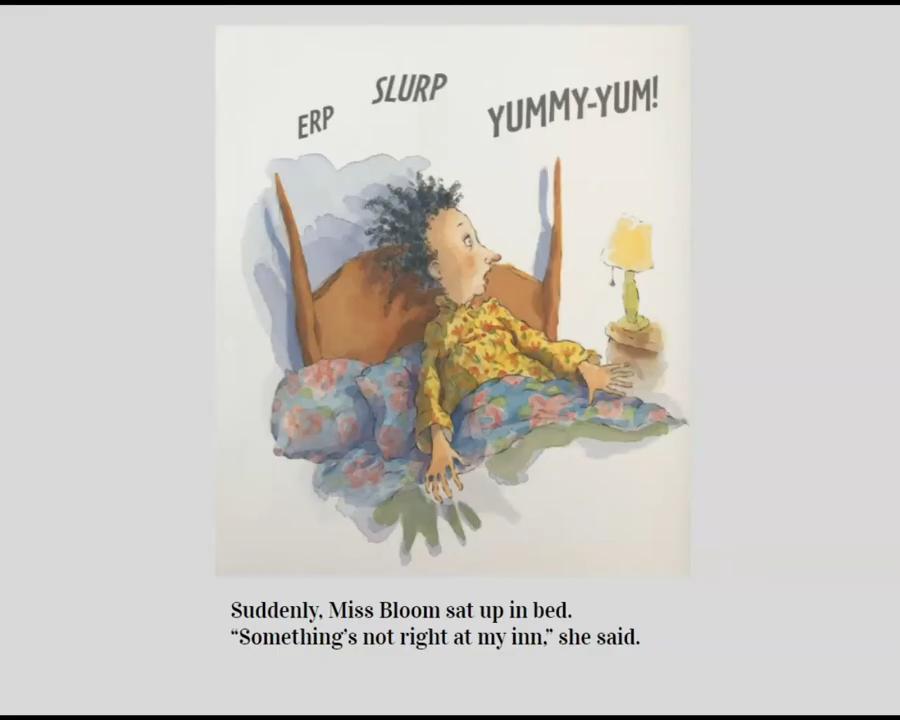 ERP
SLURP
YUMMY-YUM!
Suddenly, Miss Bloom sat up in bed.
“Something’s not right at my inn,” she said.